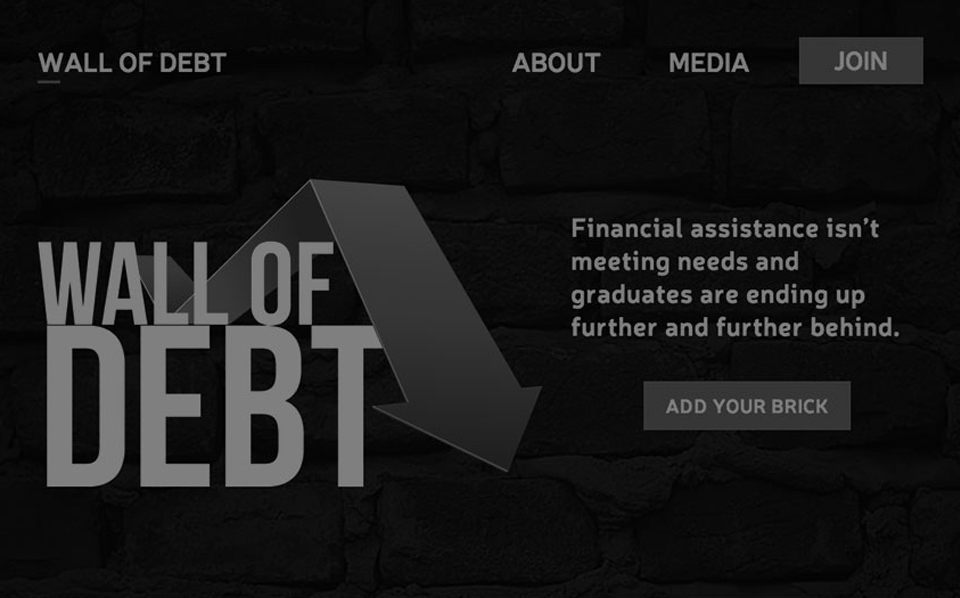 WALL OF DEBT
ABOUT
MEDIA
JOIN
WALL OF
DEBT
Financial assistance isn't
meeting needs and
graduates are ending up
further and further behind.
ADD YOUR BRICK